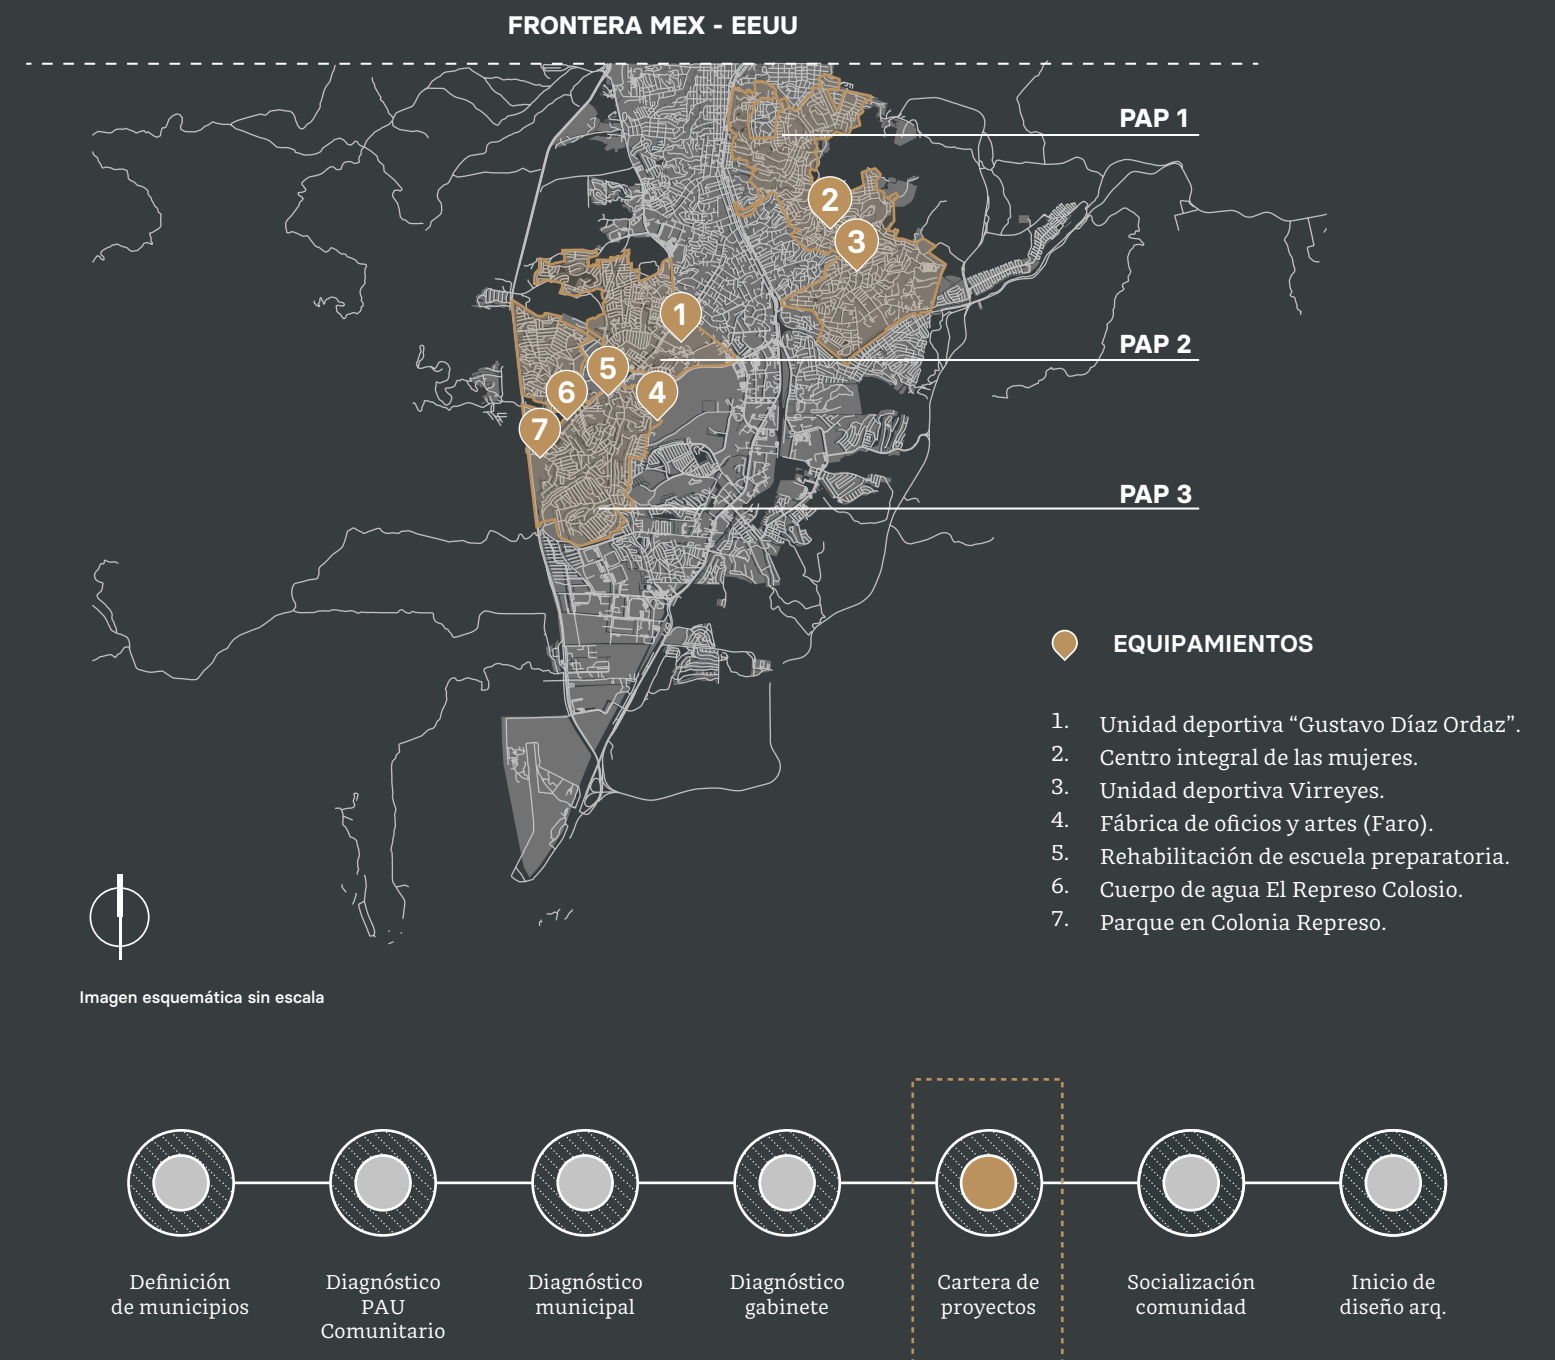 FRONTERA MEX - EEUU
PAP 1
2
3
1
PAP 2
5
6
4
7
PAP 3
EQUIPAMIENTOS
1. Unidad deportiva “Gustavo Díaz Ordaz”.
2. Centro integral de las mujeres.
3. Unidad deportiva Virreyes.
4. Fábrica de oficios y artes (Faro).
5. Rehabilitación de escuela preparatoria.
6. Cuerpo de agua El Represo Colosio.
7. Parque en Colonia Represo.
Imagen esquemática sin escala
Definición
de municipios
Diagnóstico
PAU
Comunitario
Diagnóstico
municipal
Diagnóstico
gabinete
Cartera de
proyectos
Socialización
comunidad
Inicio de
diseño arq.